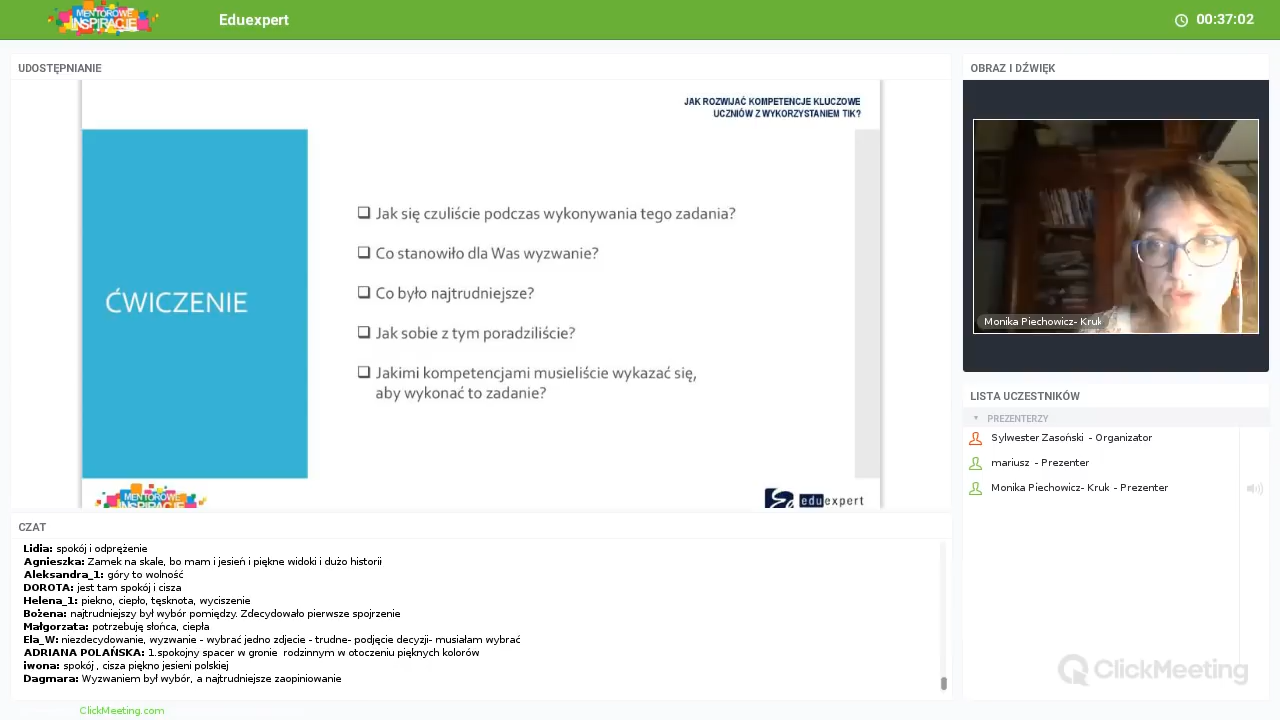 MENTOROWE
INSPIRACJE
Eduexpert
00:37:02
UDOSTĘPNIANIE
JAK ROZWIJAĆ KOMPETENCJE KLUCZOWE
UCZNIÓW Z WYKORZYSTANIEM TIK?
ĆWICZENIE
Jak się czuliście podczas wykonywania tego zadania?
Co stanowiło dla Was wyzwanie?
Co było najtrudniejsze?
Jak sobie z tym poradziliście?
Jakimi kompetencjami musieliście wykazać się,
aby wykonać to zadanie?
MENTOROWE
INSPIRACJE
eduexpert
OBRAZ I DŹWIĘK
Monika Piechowicz- Kruk
LISTA UCZESTNIKÓW
PREZENTERZY
Sylwester Zasoński - Organizator
mariusz - Prezenter
Monika Piechowicz- Kruk - Prezenter
CZAT
Lidia: spokój i odprężenie
Agnieszka: Zamek na skale, bo mam i jesień i piękne widoki i dużo historii
Aleksandra_1: góry to wolność
DOROTA: jest tam spokój i cisza
Helena_1: piekno, ciepło, tęsknota, wyciszenie
Bożena: najtrudniejszy był wybór pomiędzy. Zdecydowało pierwsze spojrzenie
Małgorzata: potrzebuję słońca, ciepła
Ela_W: niezdecydowanie, wyzwanie - wybrać jedno zdjecie - trudne- podjęcie decyzji- musiałam wybrać
ADRIANA POLAŃSKA: 1.spokojny spacer w gronie rodzinnym w otoczeniu pięknych kolorów
iwona: spokój , cisza piękno jesieni polskiej
Dagmara: Wyzwaniem był wybór, a najtrudniejsze zaopiniowanie
ClickMeeting
ClickMeeting.com